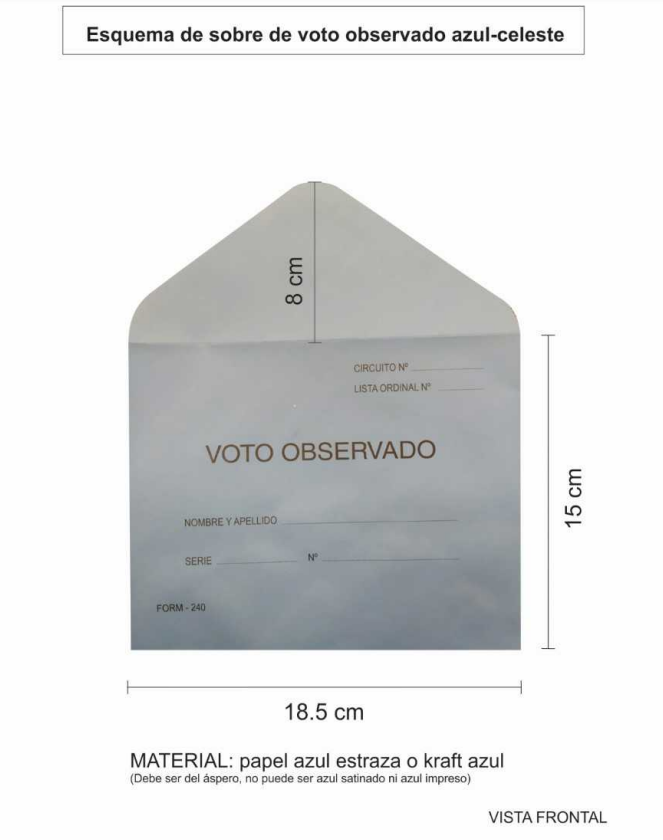 Esquema de sobre de voto observado azul-celeste
8 cm
CIRCUITO Nº
LISTA ORDINAL Nº
VOTO OBSERVADO
15 cm
NOMBRE Y APELLIDO
SERIE Nº
FORM - 240
18.5 cm
MATERIAL: papel azul estraza o kraft azul
(Debe ser del áspero, no puede ser azul satinado ni azul impreso)
VISTA FRONTAL